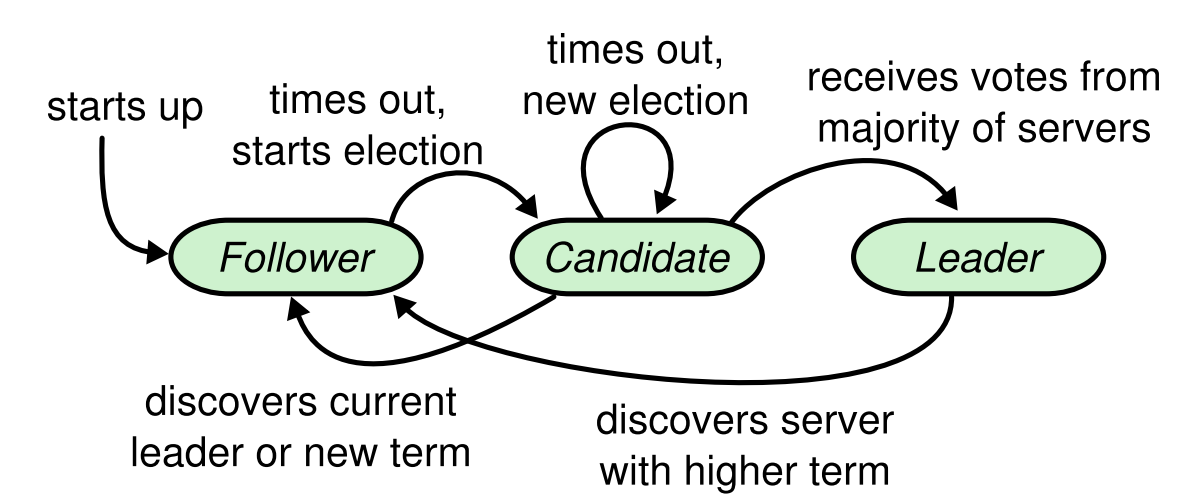 starts up
times out,
starts election
times out,
new election
receives votes from
majority of servers
Follower
Candidate
Leader
discovers current
leader or new term
discovers server
with higher term